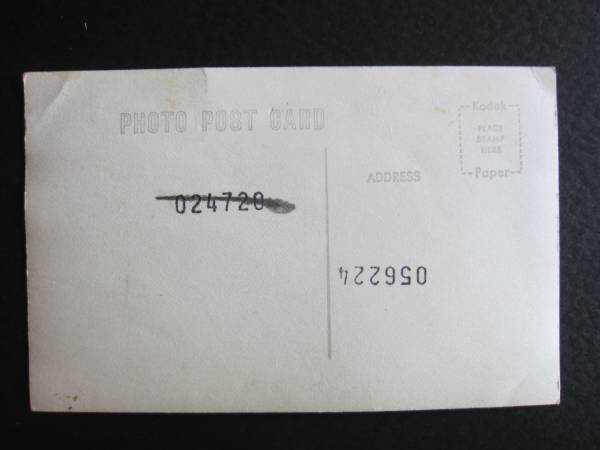 PHOTO POST CARD
Kodak
PLACE
STAMP
HERE
Paper
ADDRESS
024720
056224